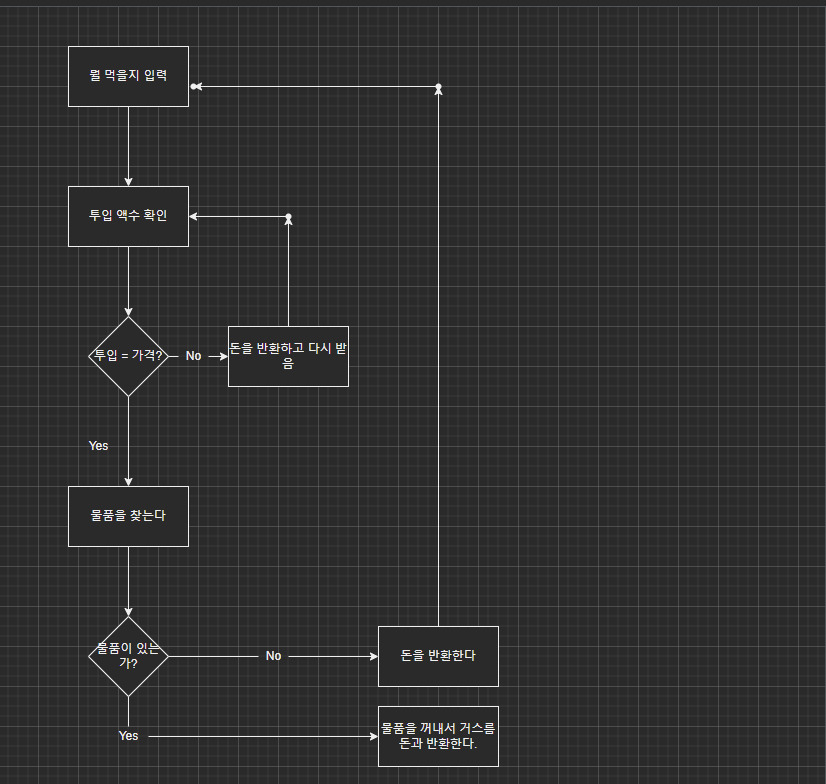 뭘 먹을지 입력
투입 액수 확인
투입 = 가격?
No
돈을 반환하고 다시 받
음
Yes
물품을 찾는다
물품이 있는
가?
No
돈을 반환한다
Yes
물품을 꺼내서 거스름
돈과 반환한다.